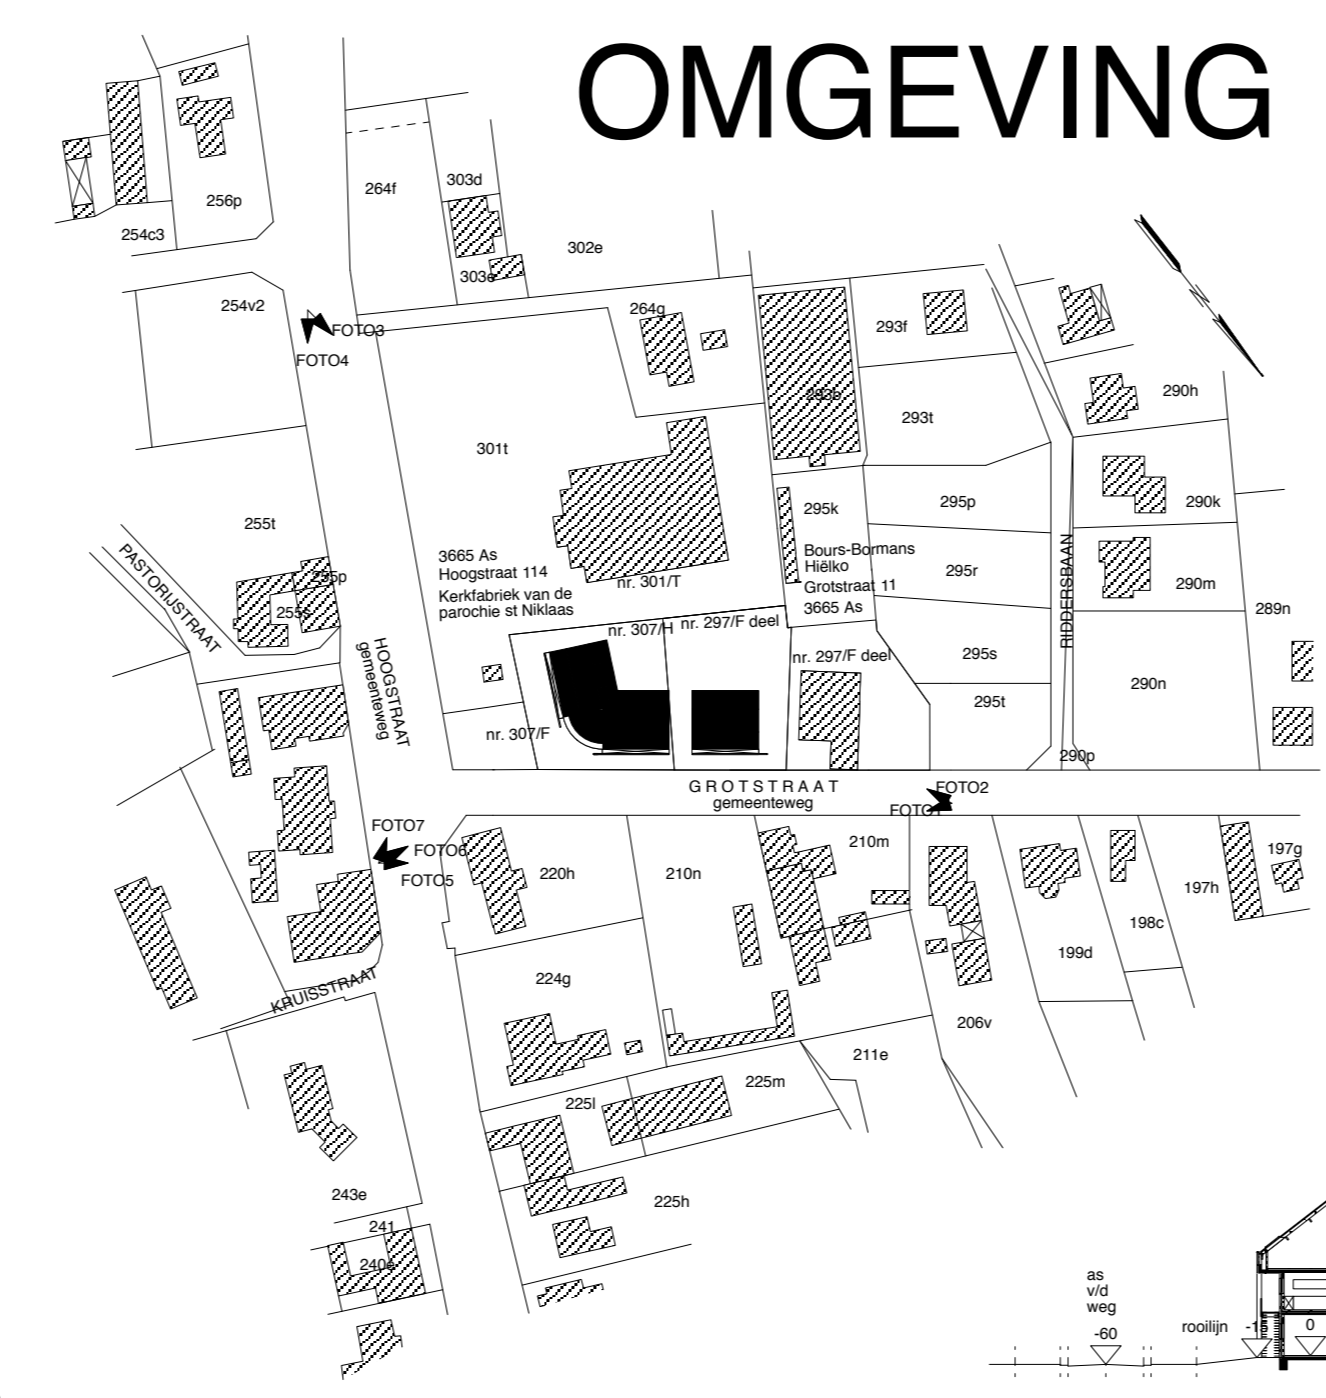 OMGEVING
256p
254c3
264f
303d
303e
302e
254v2
FOTO3
FOTO4
264g
293f
293b
293t
290h
301t
295k
295p
290k
255t
PASTORIJSTRAAT
255p
255s
3665 As
Hoogstraat 114
Kerkfabriek van de
parochie st Niklaas
nr. 301/T
Bours-Bormans
Hiëlko
Grotstraat 11
3665 As
295r
RIDDERSBAAN
290m
289n
HOOGSTRAAT
gemeenteweg
nr. 307/H
nr. 297/F deel
nr. 297/F deel
295s
290n
295t
nr. 307/F
290p
GROTSTRAAT
gemeenteweg
FOTO2
FOTO1
FOTO7
FOTO6
FOTO5
220h
210n
210m
197g
197h
198c
199d
KRUISSTRAAT
224g
206v
211e
225l
225m
243e
225h
241
240e
as
v/d
weg
-60
rooilijn
-15
0